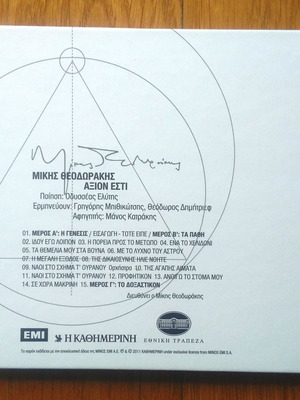 ΜΙΚΗΣ ΘΕΟΔΩΡΑΚΗΣ
ΑΞΙΟΝ ΕΣΤΙ
Ποίηση: Οδυσσέας Ελύτης
Ερμηνεύουν: Γρηγόρης Μπιθικώτσης, Θεόδωρος Δημήτριεφ
Αφηγητής: Μάνος Κατράκης
01. ΜΕΡΟΣ Α': Η ΓΕΝΕΣΙΣ / ΕΙΣΑΓΩΓΗ - ΤΟΤΕ ΕΙΠΕ / ΜΕΡΟΣ Β': ΤΑ ΠΑΘΗ
02. ΙΔΟΥ ΕΓΩ ΛΟΙΠΟΝ 03. Η ΠΟΡΕΙΑ ΠΡΟΣ ΤΟ ΜΕΤΩΠΟ 04. ΕΝΑ ΤΟ ΧΕΛΙΔΟΝΙ
05. ΤΑ ΘΕΜΕΛΙΑ ΜΟΥ ΣΤΑ ΒΟΥΝΑ 06. ΜΕ ΤΟ ΛΥΧΝΟ ΤΟΥ ΑΣΤΡΟΥ
07. Η ΜΕΓΑΛΗ ΕΞΟΔΟΣ 08. ΤΗΣ ΔΙΚΑΙΟΣΥΝΗΣ ΗΛΙΕ ΝΟΗΤΕ
09. ΝΑΟΙ ΣΤΟ ΣΧΗΜΑ Τ' ΟΥΡΑΝΟΥ Ορχήστρα 10. ΤΗΣ ΑΓΑΠΗΣ ΑΙΜΑΤΑ
11. ΝΑΟΙ ΣΤΟ ΣΧΗΜΑ Τ' ΟΥΡΑΝΟΥ 12. ΠΡΟΦΗΤΙΚΟΝ 13. ΑΝΟΙΓΩ ΤΟ ΣΤΟΜΑ ΜΟΥ
14. ΣΕ ΧΩΡΑ ΜΑΚΡΙΝΗ 15. ΜΕΡΟΣ Γ': ΤΟ ΔΟΞΑΣΤΙΚΟΝ
Διευθύνει ο Μίκης Θεοδωράκης
EMI Η ΚΑΘΗΜΕΡΙΝΗ ΕΘΝΙΚΗ ΤΡΑΠΕΖΑ